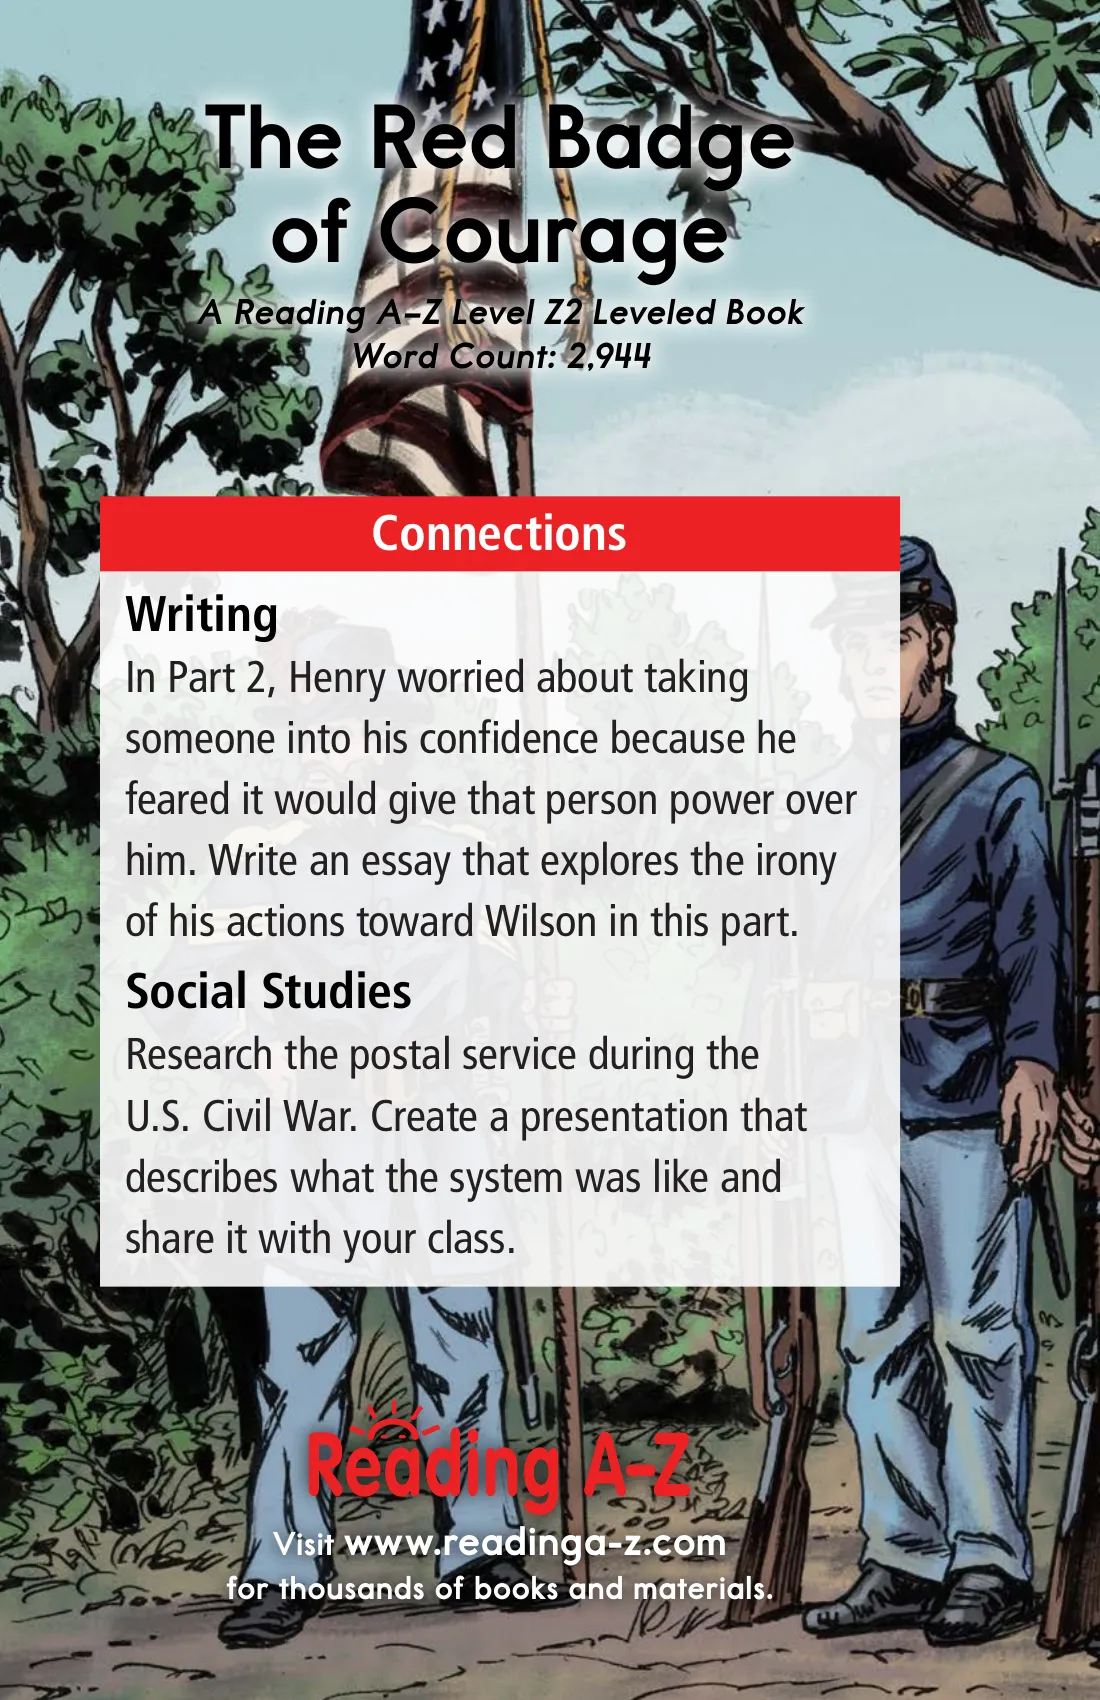 The Red Badge
of Courage
A Reading A–Z Level Z2 Leveled Book
Word Count: 2,944
Connections
Writing
In Part 2, Henry worried about taking
someone into his confidence because he
feared it would give that person power over
him. Write an essay that explores the irony
of his actions toward Wilson in this part.
Social Studies
Research the postal service during the
U.S. Civil War. Create a presentation that
describes what the system was like and
share it with your class.
Reading A–Z
Visit www.readinga-z.com
for thousands of books and materials.